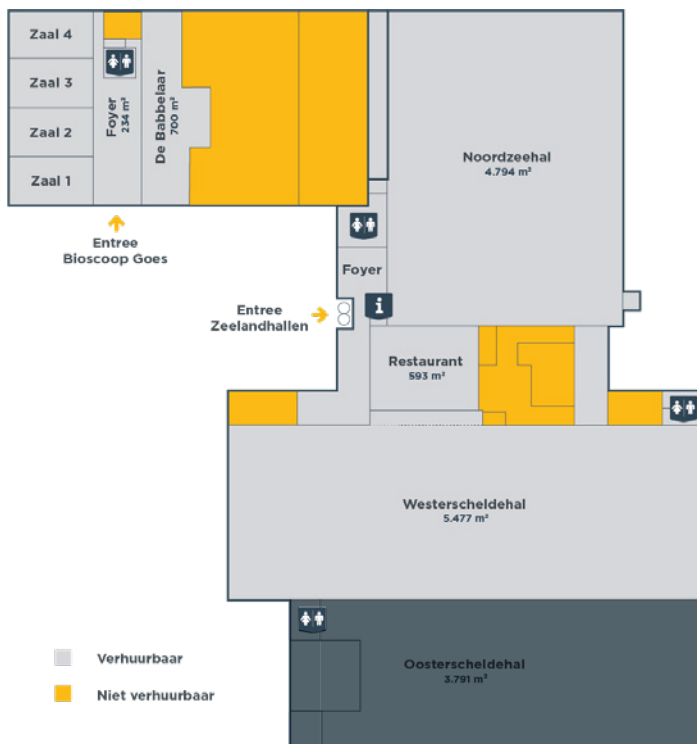 Zaal 4
Zaal 3
Zaal 2
Zaal 1
Foyer
234 m²
De Babbelaar
700 m²
Noordzeehal
4.794 m²
Entree
Bioscoop Goes
Foyer
i
Entree
Zeelandhallen
Restaurant
593 m²
Westerscheldehal
5.477 m²
Oosterscheldehal
3.791 m²
Verhuurbaar
Niet verhuurbaar